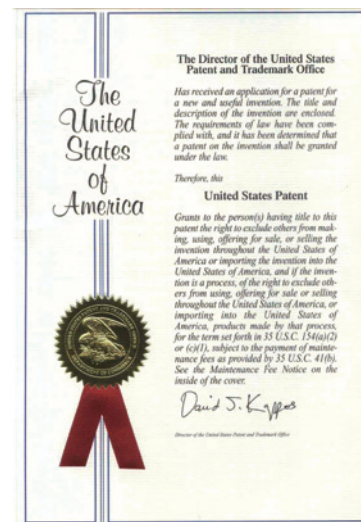 The
United
States
of
America
The Director of the United States
Patent and Trademark Office
Has received an application for a patent for
a new and useful invention. The title and
description of the invention are enclosed.
The requirements of law have been com-
plied with, and it has been determined that
a patent on the invention shall be granted
under the law.
Therefore, this
United States Patent
Grants to the person(s) having title to this
patent the right to exclude others from mak-
ing, using, offering for sale, or selling the
invention throughout the United States of
America or importing the invention into the
United States of America, and if the inven-
tion is a process, of the right to exclude oth-
ers from using, offering for sale or selling
throughout the United States of America, or
importing into the United States of
America, products made by that process,
for the term set forth in 35 U.S.C. 154(a)(2)
or (c)(1), subject to the payment of mainte-
nance fees as provided by 35 U.S.C. 41(b).
See the Maintenance Fee Notice on the
inside of the cover.
David J. Kappos
Director of the United States Patent and Trademark Office